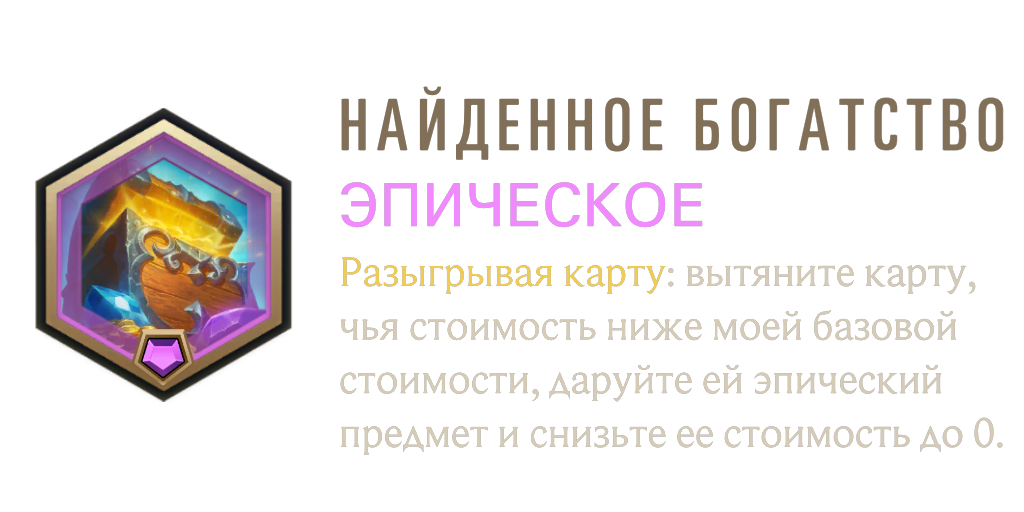 НАЙДЕННОЕ БОГАТСТВО
ЭПИЧЕСКОЕ
Разыгрывая карту: вытяните карту,
чья стоимость ниже моей базовой
стоимости, даруйте ей эпический
предмет и снизьте ее стоимость до 0.